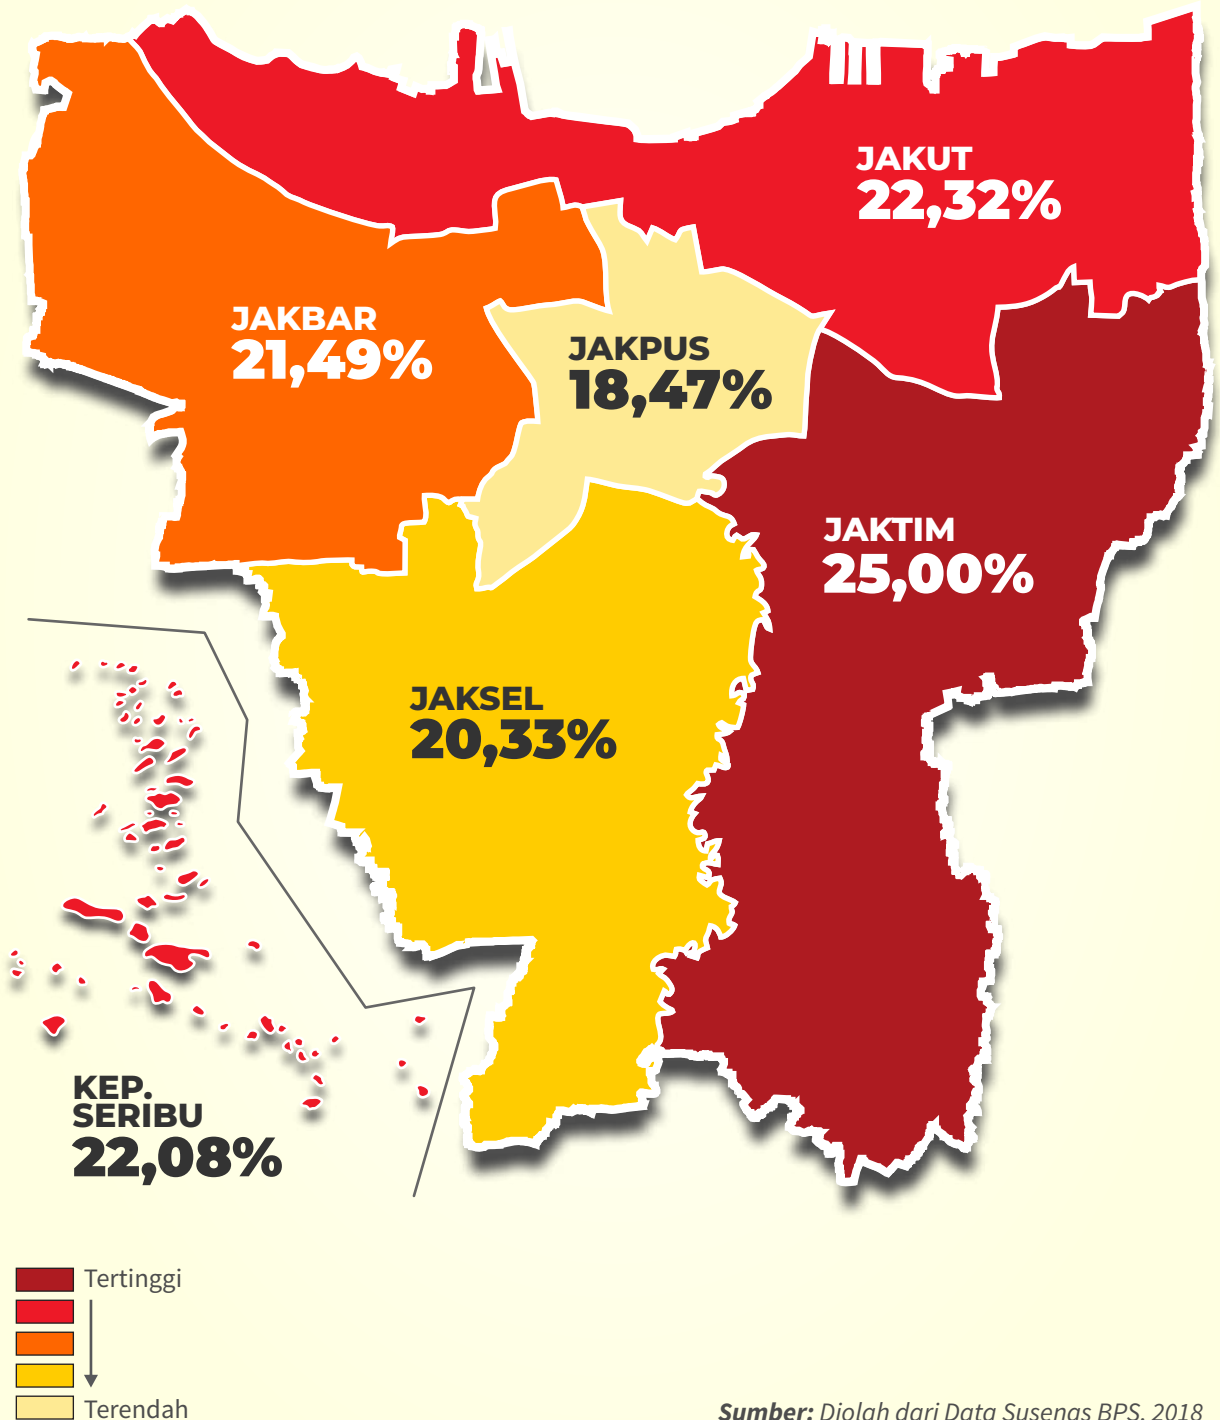 JAKUT
22,32%
JAKBAR
21,49%
JAKPUS
18,47%
JAKTIM
25,00%
JAKSEL
20,33%
KEP.
SERIBU
22,08%
Tertinggi
Terendah
Sumber: Diolah dari Data Susenas BPS, 2018